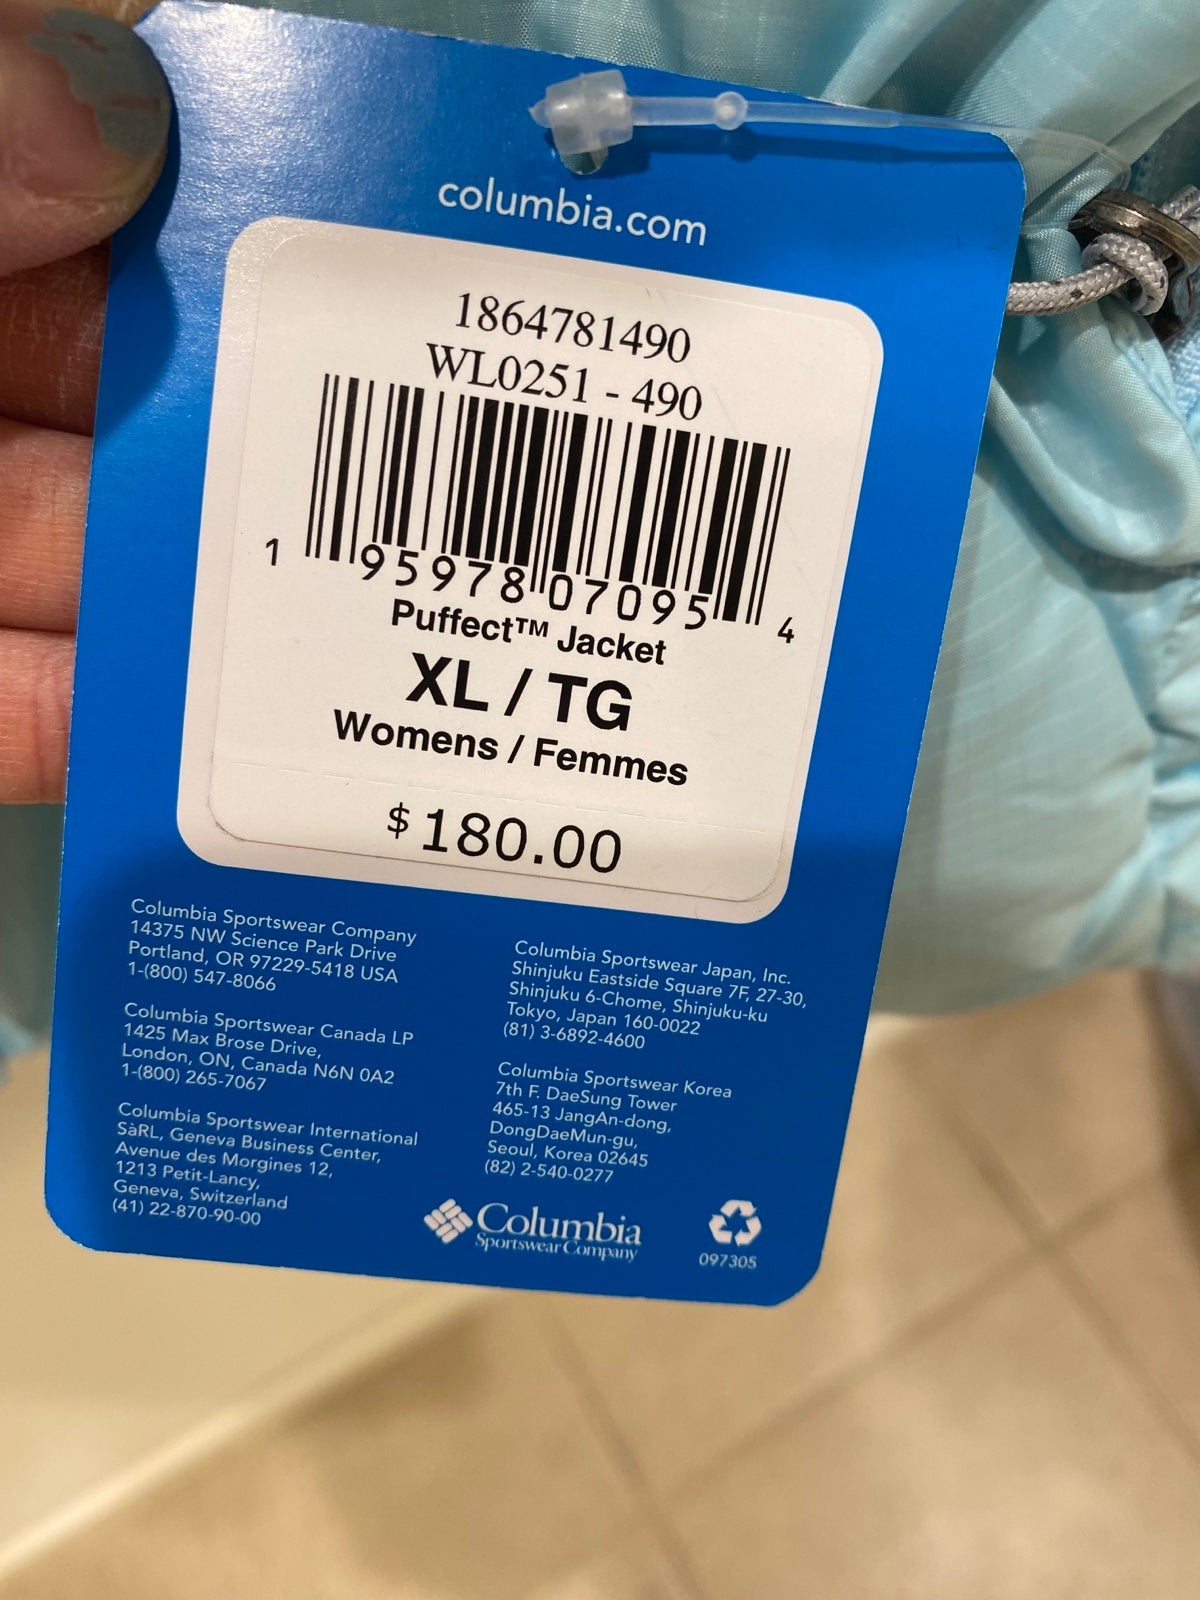 columbia.com
1864781490
WL0251 - 490
1 95978 07095 4
Puffect™ Jacket
XL / TG
Womens / Femmes
$180.00
Columbia Sportswear Company
14375 NW Science Park Drive
Portland, OR 97229-5418 USA
1-(800) 547-8066
Columbia Sportswear Canada LP
1425 Max Brose Drive,
London, ON, Canada N6N 0A2
1-(800) 265-7067
Columbia Sportswear International
SàRL, Geneva Business Center,
Avenue des Morgines 12,
1213 Petit-Lancy,
Geneva, Switzerland
(41) 22-870-90-00
Columbia Sportswear Japan, Inc.
Shinjuku Eastside Square 7F, 27-30,
Shinjuku 6-Chome, Shinjuku-ku
Tokyo, Japan 160-0022
(81) 3-6892-4600
Columbia Sportswear Korea
7th F. DaeSung Tower
465-13 JangAn-dong,
DongDaeMun-gu,
Seoul, Korea 02645
(82) 2-540-0277
Columbia
Sportswear Company
097305